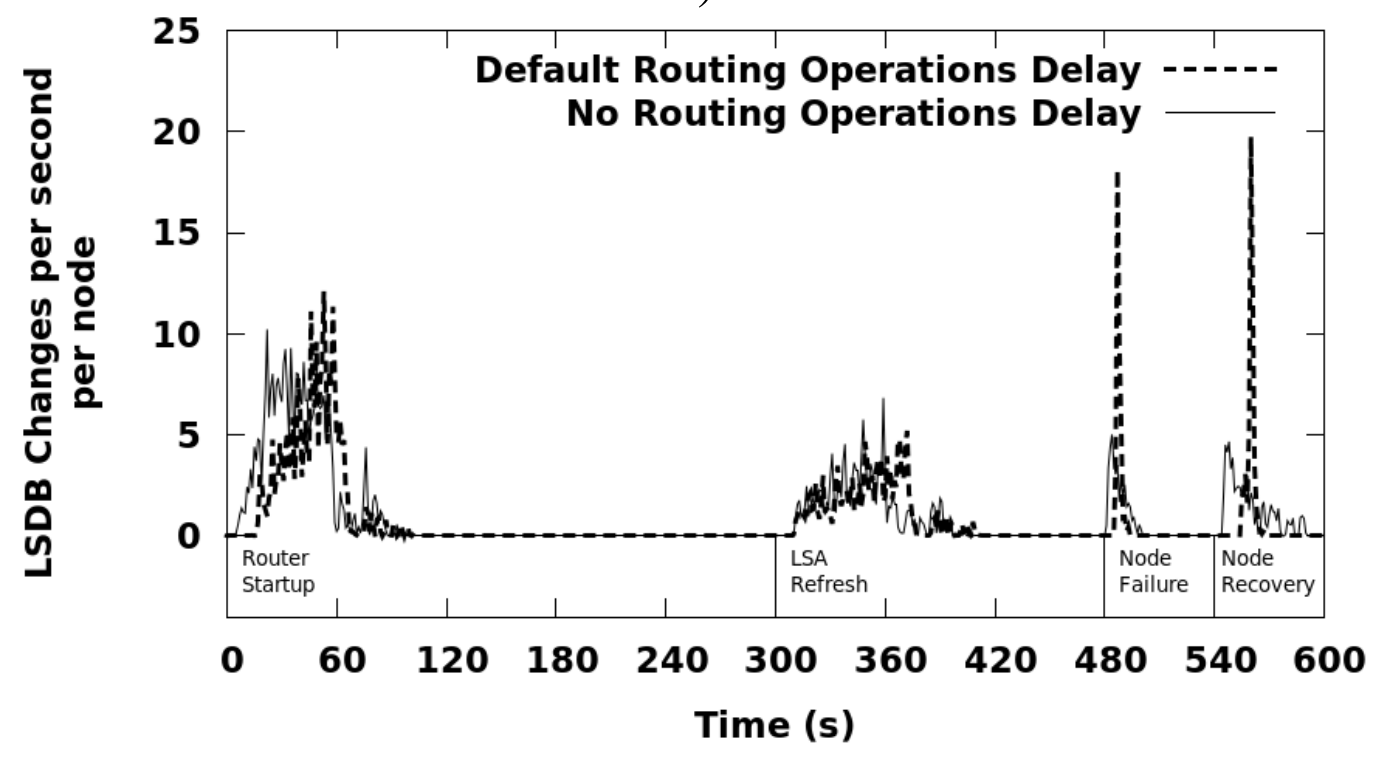 25
20
15
10
5
0
LSDB Changes per second
per node
Default Routing Operations Delay
No Routing Operations Delay
Router
Startup
LSA
Refresh
Node
Failure
Node
Recovery
0 60 120 180 240 300 360 420 480 540 600
Time (s)